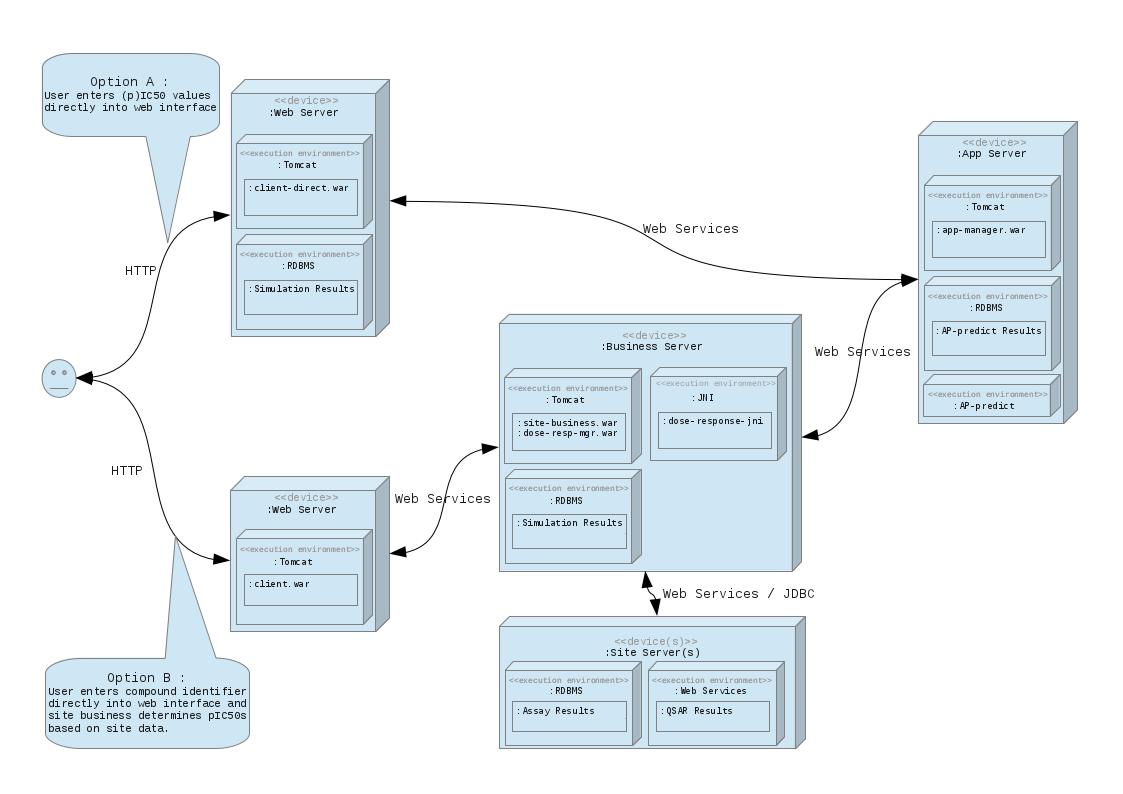 Option A :
User enters (p)IC50 values
directly into web interface
<<device>>
:Web Server
<<execution environment>>
:Tomcat
:client-direct.war
<<execution environment>>
:RDBMS
:Simulation Results
HTTP
Web Services
<<device>>
:App Server
<<execution environment>>
:Tomcat
:app-manager.war
<<execution environment>>
:RDBMS
:AP-predict Results
<<execution environment>>
:AP-predict
Web Services
<<device>>
:Business Server
<<execution environment>>
:Tomcat
:site-business.war
:dose-resp-mgr.war
<<execution environment>>
:JNI
:dose-response-jni
<<execution environment>>
:RDBMS
:Simulation Results
HTTP
Web Services
<<device>>
:Web Server
<<execution environment>>
:Tomcat
:client.war
Web Services / JDBC
<<device(s)>>
:Site Server(s)
<<execution environment>>
:RDBMS
:Assay Results
<<execution environment>>
:Web Services
:QSAR Results
Option B :
User enters compound identifier
directly into web interface and
site business determines pIC50s
based on site data.